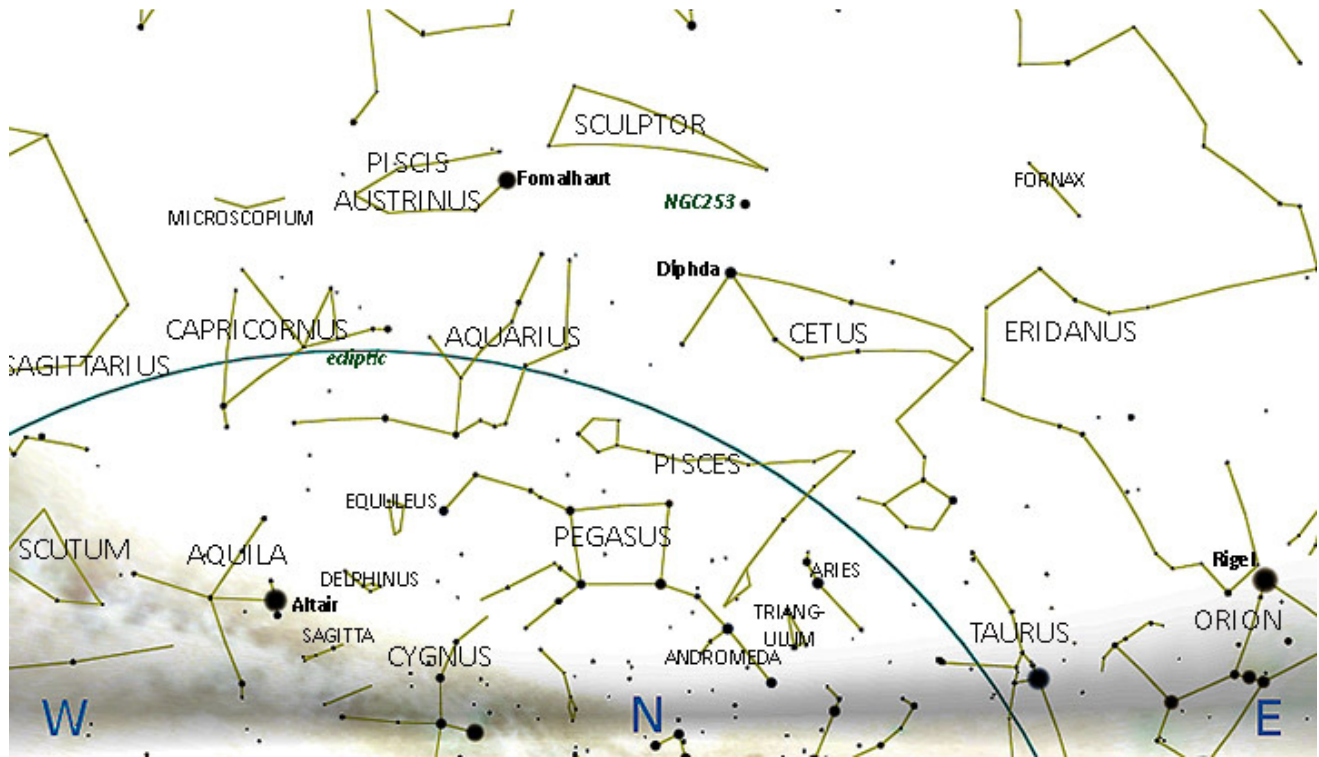 SCULPTOR
PISCIS
AUSTRINUS
Fomalhaut
FORNAX
MICROSCOPIUM
NGC253
Diphda
CAPRICORNUS
AQUARIUS
CETUS
ERIDANUS
SAGITTARIUS
ecliptic
PISCES
EQUULEUS
SCUTUM
AQUILA
PEGASUS
Rigel
DELPHINUS
ARIES
Altair
TRIANG-
ULUM
ORION
SAGITTA
TAURUS
CYGNUS
ANDROMEDA
W
N
E